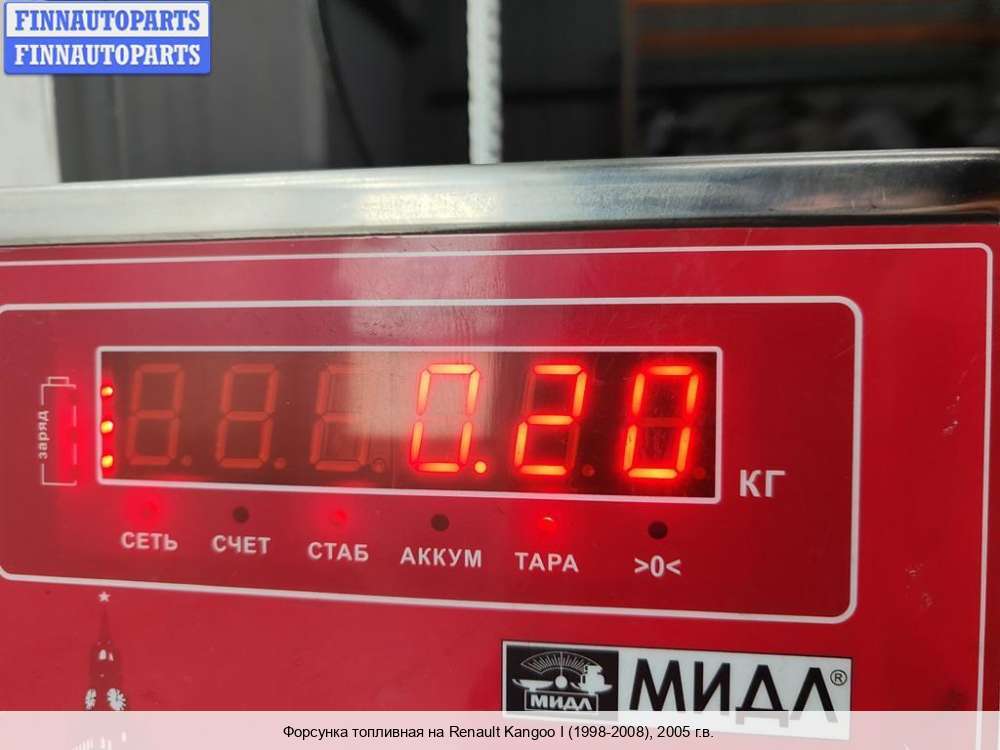 FINNAUTOPARTS
FINNAUTOPARTS
заряд
0.20
КГ
СЕТЬ СЧЕТ СТАБ АККУМ ТАРА >0<
МИДЛ МИДЛ®
Форсунка топливная на Renault Kangoo I (1998-2008), 2005 г.в.